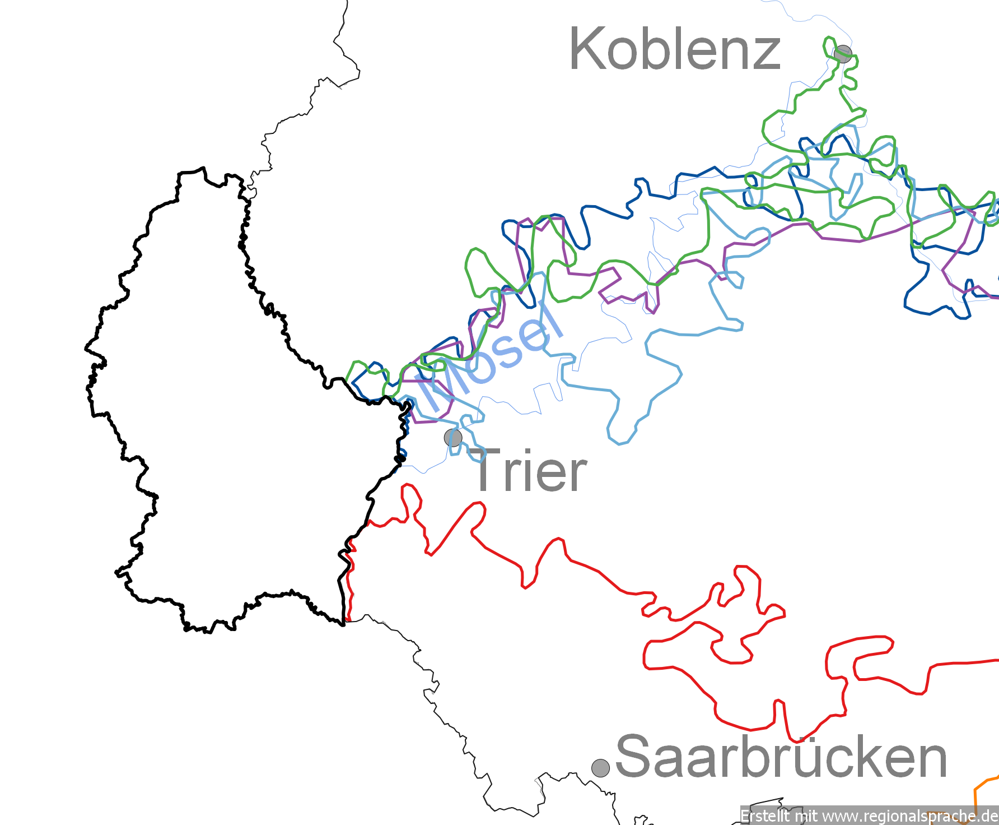 Koblenz
Mosel
Trier
Saarbrücken
Erstellt mit www.regionalsprache.de